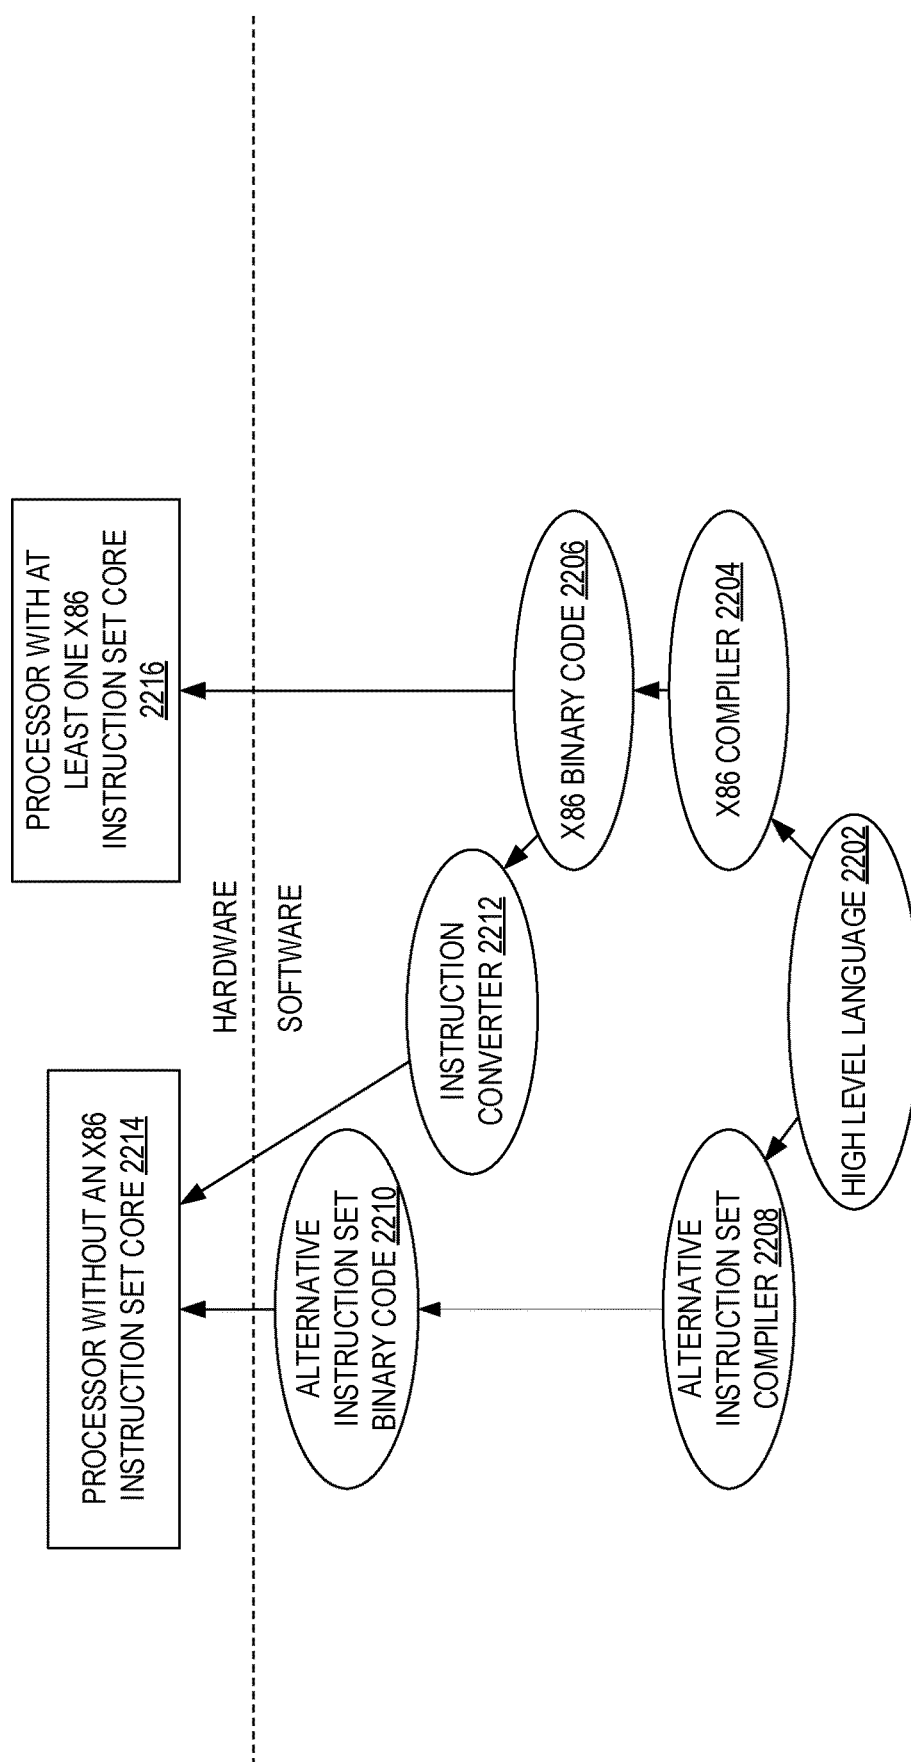 PROCESSOR WITHOUT AN X86
INSTRUCTION SET CORE 2214
PROCESSOR WITH AT
LEAST ONE X86
INSTRUCTION SET CORE
2216
HARDWARE
SOFTWARE
ALTERNATIVE
INSTRUCTION SET
BINARY CODE 2210
INSTRUCTION
CONVERTER 2212
X86 BINARY CODE 2206
ALTERNATIVE
INSTRUCTION SET
COMPILER 2208
X86 COMPILER 2204
HIGH LEVEL LANGUAGE 2202